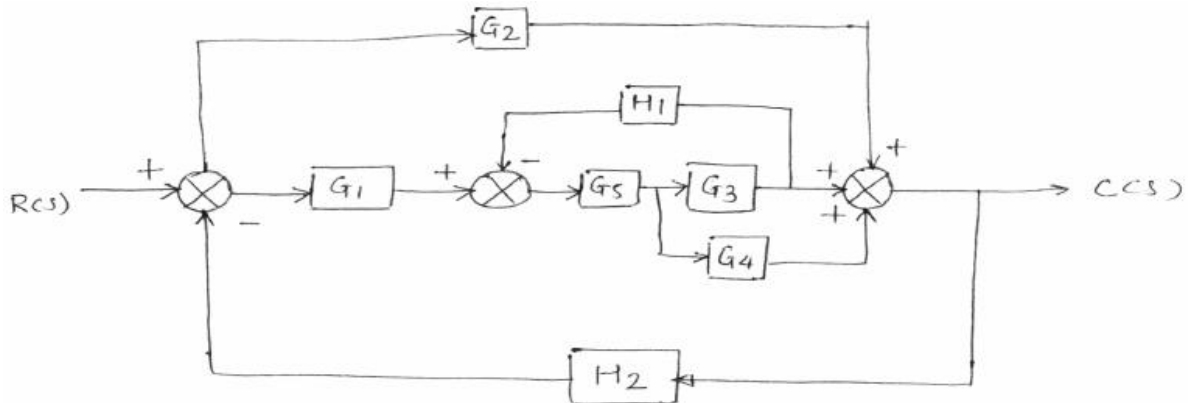 G2
H1
+ + - + +
R(S) G1 G5 G3 C(S)
- +
G4
H2